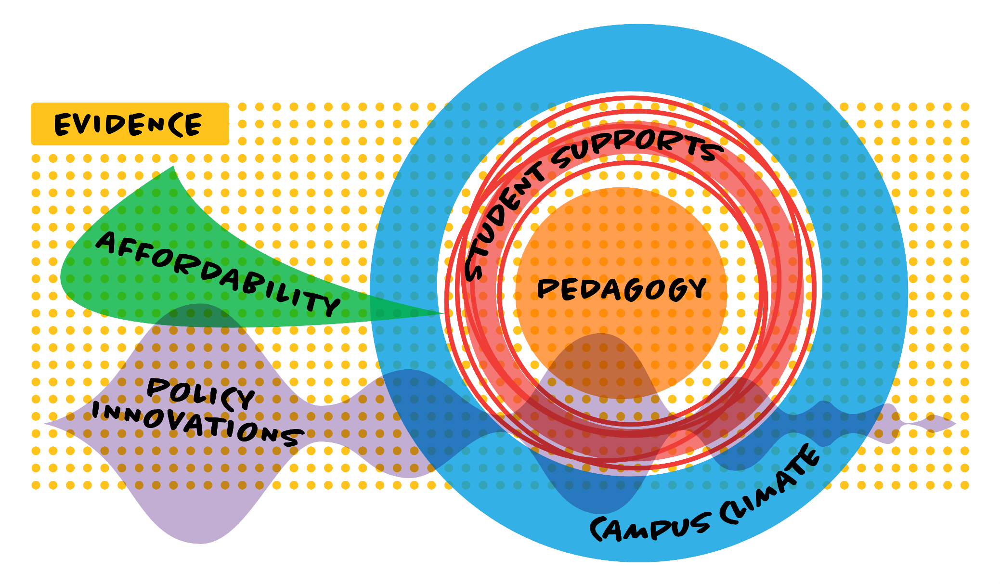 EVIDENCE
STUDENT SUPPORTS
AFFORDABILITY
PEDAGOGY
POLICY
INNOVATIONS
CAMPUS CLIMATE